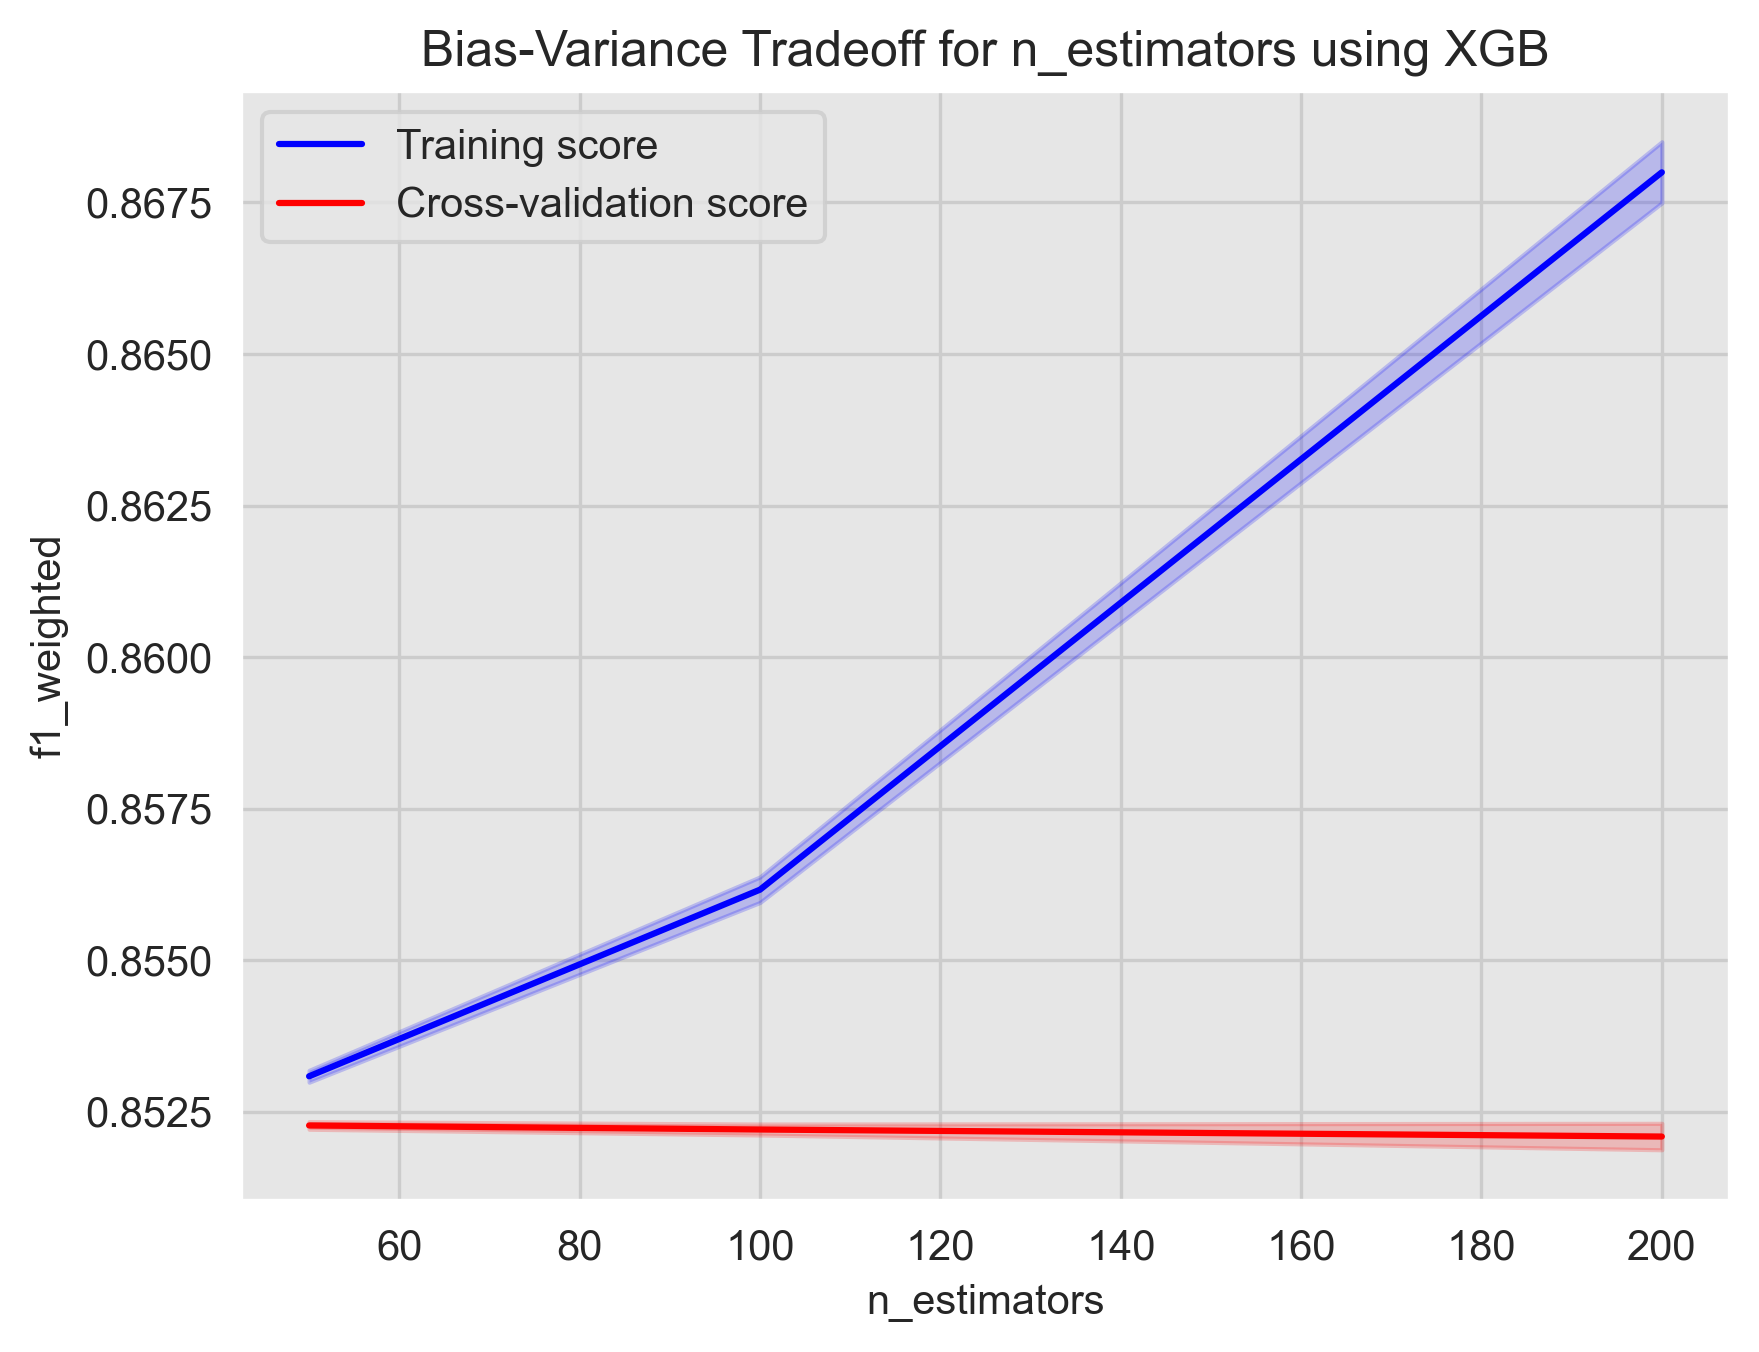 Bias-Variance Tradeoff for n_estimators using XGB
Training score
Cross-validation score
0.8675
0.8650
0.8625
0.8600
0.8575
0.8550
0.8525
f1_weighted
60 80 100 120 140 160 180 200
n_estimators